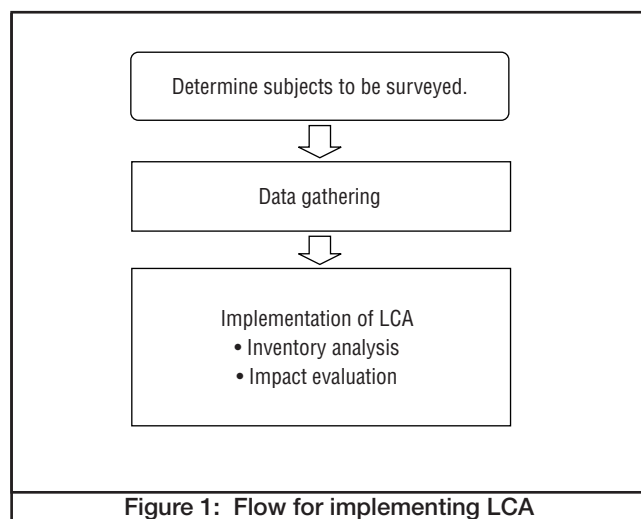 Determine subjects to be surveyed.
Data gathering
Implementation of LCA
• Inventory analysis
• Impact evaluation
Figure 1: Flow for implementing LCA